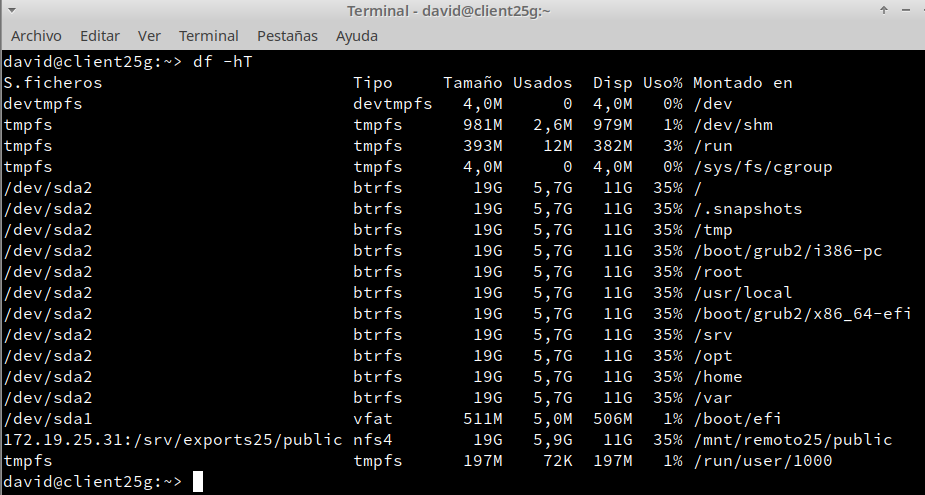 Terminal - david@client25g:~
Archivo Editar Ver Terminal Pestañas Ayuda
david@client25g:~> df -hT
S.ficheros Tipo Tamaño Usados Disp Uso% Montado en
devtmpfs devtmpfs 4,0M 0 4,0M 0% /dev
tmpfs tmpfs 981M 2,6M 979M 1% /dev/shm
tmpfs tmpfs 393M 12M 382M 3% /run
tmpfs tmpfs 4,0M 0 4,0M 0% /sys/fs/cgroup
/dev/sda2 btrfs 19G 5,7G 11G 35% /
/dev/sda2 btrfs 19G 5,7G 11G 35% /.snapshots
/dev/sda2 btrfs 19G 5,7G 11G 35% /tmp
/dev/sda2 btrfs 19G 5,7G 11G 35% /boot/grub2/i386-pc
/dev/sda2 btrfs 19G 5,7G 11G 35% /root
/dev/sda2 btrfs 19G 5,7G 11G 35% /usr/local
/dev/sda2 btrfs 19G 5,7G 11G 35% /boot/grub2/x86_64-efi
/dev/sda2 btrfs 19G 5,7G 11G 35% /srv
/dev/sda2 btrfs 19G 5,7G 11G 35% /opt
/dev/sda2 btrfs 19G 5,7G 11G 35% /home
/dev/sda2 btrfs 19G 5,7G 11G 35% /var
/dev/sda1 vfat 511M 5,0M 506M 1% /boot/efi
172.19.25.31:/srv/exports25/public nfs4 19G 5,9G 11G 35% /mnt/remoto25/public
tmpfs tmpfs 197M 72K 197M 1% /run/user/1000
david@client25g:~>